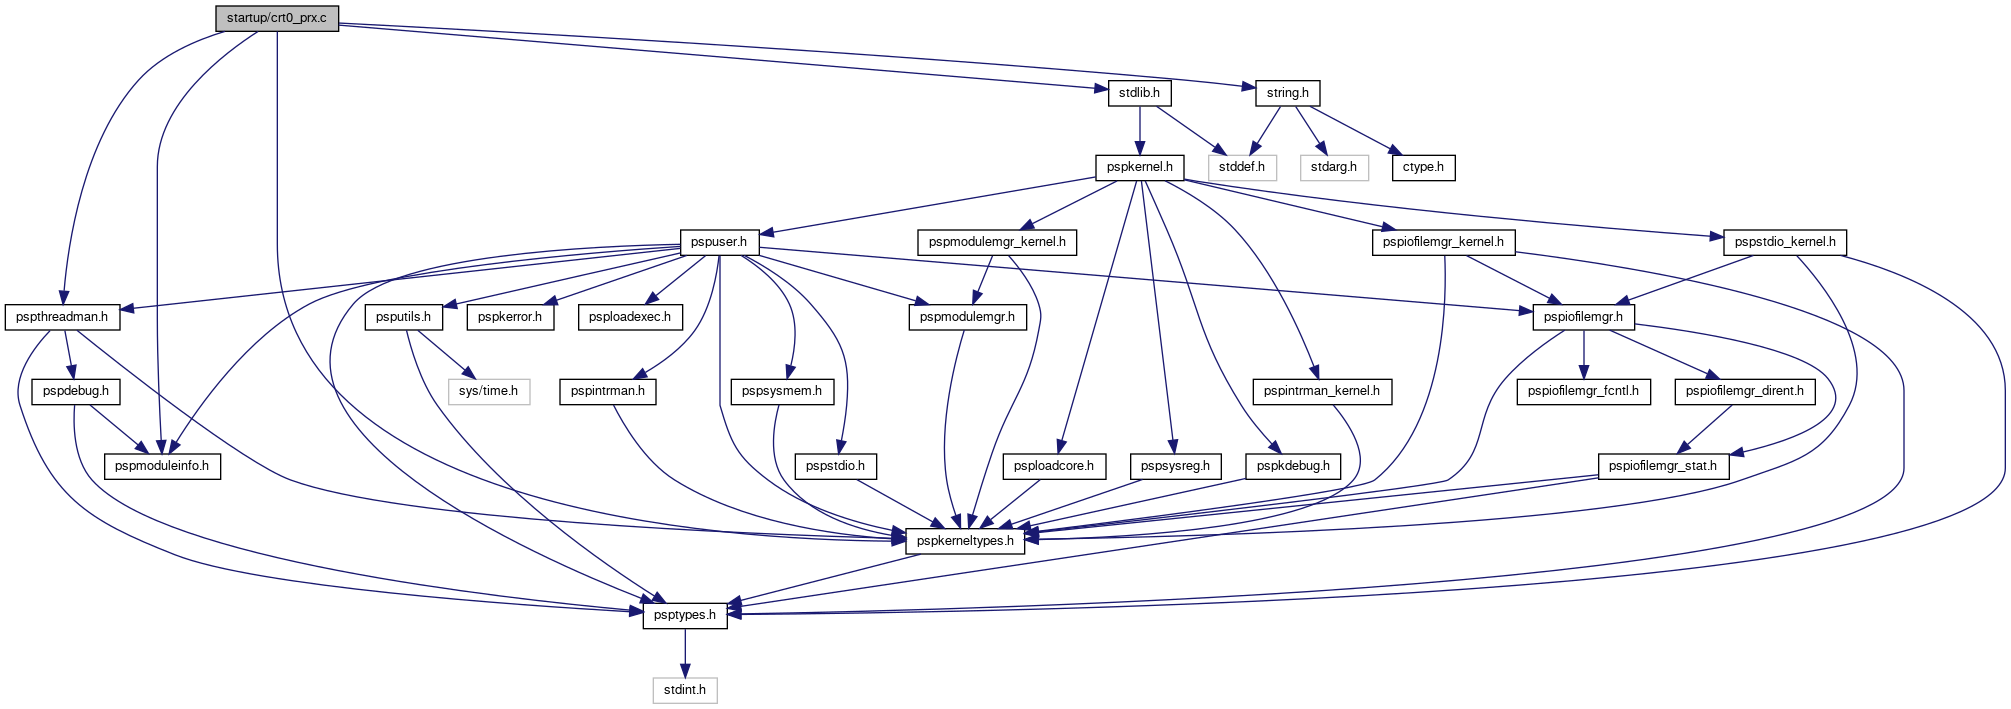 startup/crt0_prx.c
stdlib.h
string.h
pspkernel.h
stddef.h
stdarg.h
ctype.h
pspuser.h
pspmodulemgr_kernel.h
pspiofilemgr_kernel.h
pspstdio_kernel.h
pspthreadman.h
psputils.h
pspkerror.h
psploadexec.h
pspmodulemgr.h
pspiofilemgr.h
pspdebug.h
sys/time.h
pspintrman.h
pspsysmem.h
pspintrman_kernel.h
pspiofilemgr_fcntl.h
pspiofilemgr_dirent.h
pspmoduleinfo.h
pspstdio.h
psploadcore.h
pspsysreg.h
pspkdebug.h
pspiofilemgr_stat.h
pspkerneltypes.h
psptypes.h
stdint.h